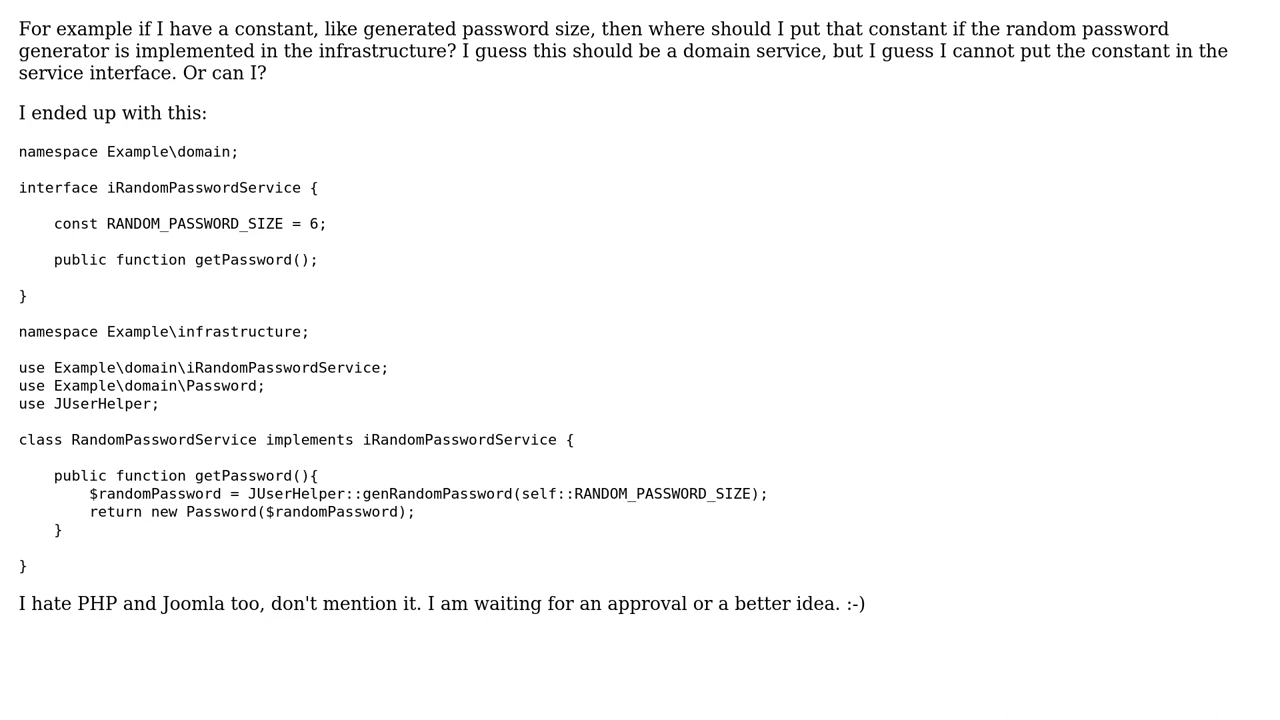 For example if I have a constant, like generated password size, then where should I put that constant if the random password
generator is implemented in the infrastructure? I guess this should be a domain service, but I guess I cannot put the constant in the
service interface. Or can I?
I ended up with this:
namespace Example\domain;
interface iRandomPasswordService {
    const RANDOM_PASSWORD_SIZE = 6;
    public function getPassword();
}
namespace Example\infrastructure;
use Example\domain\iRandomPasswordService;
use Example\domain\Password;
use JUserHelper;
class RandomPasswordService implements iRandomPasswordService {
    public function getPassword(){
        $randomPassword = JUserHelper::genRandomPassword(self::RANDOM_PASSWORD_SIZE);
        return new Password($randomPassword);
    }
}
I hate PHP and Joomla too, don't mention it. I am waiting for an approval or a better idea. :-)